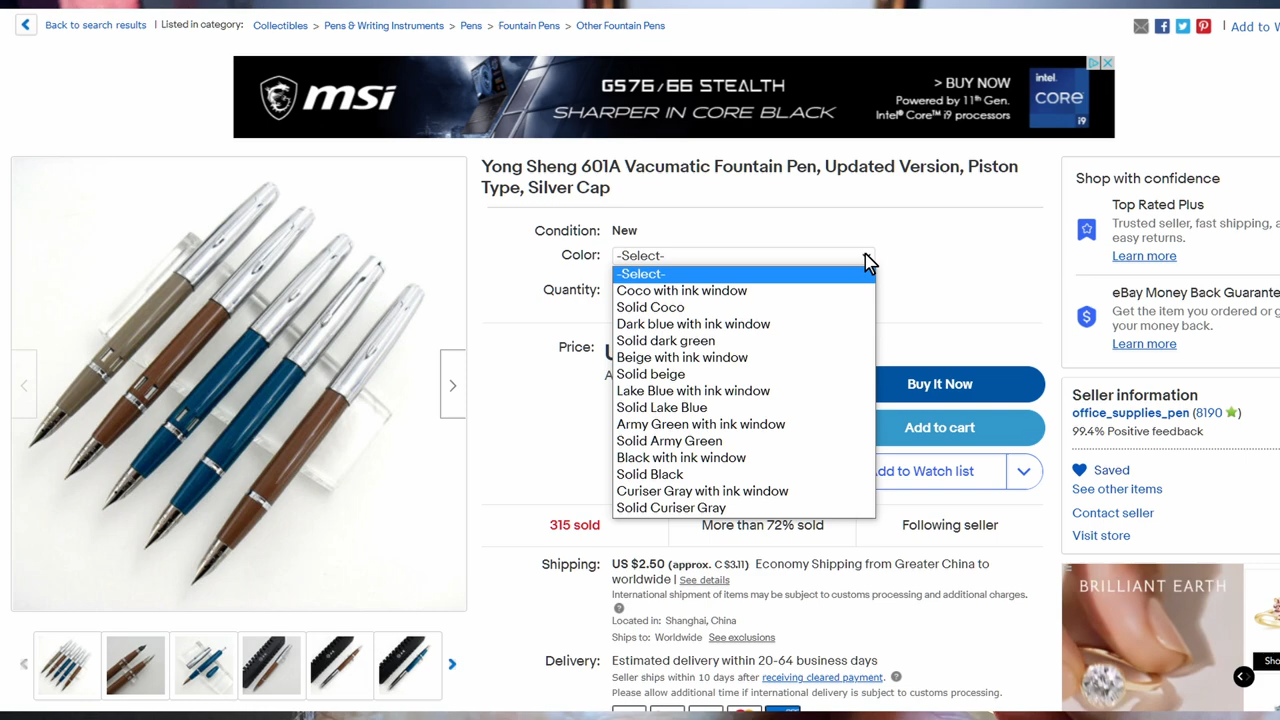 Back to search results | Listed in category: Collectibles > Pens & Writing Instruments > Pens > Fountain Pens > Other Fountain Pens
| Add to
msi
GS76/66 STEALTH
SHARPER IN CORE BLACK
> BUY NOW
Powered by 11th Gen.
Intel® Core™ i9 processors
intel.
CORE
i9
Yong Sheng 601A Vacumatic Fountain Pen, Updated Version, Piston
Type, Silver Cap
Condition: New
Color: -Select-
-Select-
Coco with ink window
Solid Coco
Dark blue with ink window
Solid dark green
Beige with ink window
Solid beige
Lake Blue with ink window
Solid Lake Blue
Army Green with ink window
Solid Army Green
Black with ink window
Solid Black
Curiser Gray with ink window
Solid Curiser Gray
Quantity:
Price:
Buy It Now
Add to cart
dd to Watch list
315 sold
More than 72% sold
Following seller
Shipping: US $2.50 (approx. C $3.11) Economy Shipping from Greater China to
worldwide | See details
International shipment of items may be subject to customs processing and additional charges.
Located in: Shanghai, China
Ships to: Worldwide See exclusions
Delivery: Estimated delivery within 20-64 business days
Seller ships within 10 days after receiving cleared payment.
Please allow additional time if international delivery is subject to customs processing.
Shop with confidence
Top Rated Plus
Trusted seller, fast shipping, a
easy returns.
Learn more
eBay Money Back Guarante
Get the item you ordered or g
your money back.
Learn more
Seller information
office_supplies_pen (8190)
99.4% Positive feedback
Saved
See other items
Contact seller
Visit store
BRILLIANT EARTH
Sho